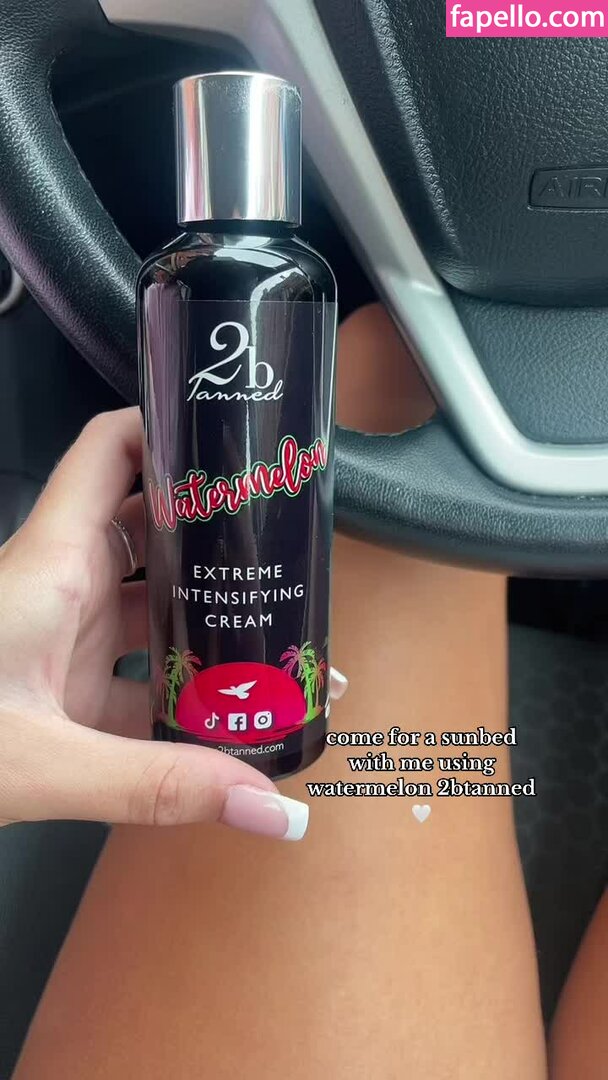 fapello.com
AIR
2b
Tanned
Watermelon
EXTREME
INTENSIFYING
CREAM
2btanned.com
come for a sunbed
with me using
watermelon 2btanned
🤍